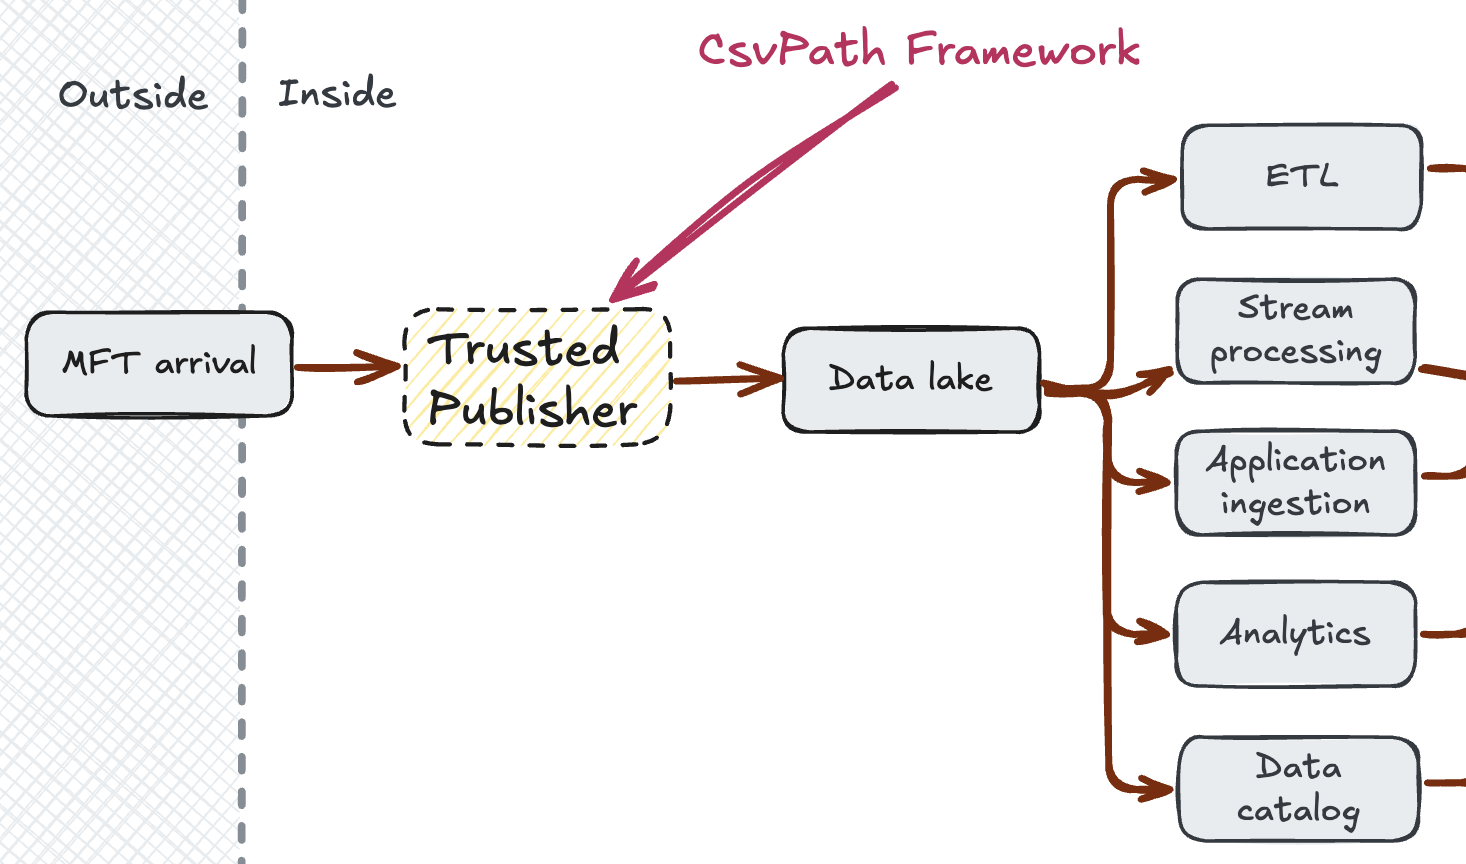 CsvPath Framework
Outside
Inside
MFT arrival
Trusted
Publisher
Data lake
ETL
Stream
processing
Application
ingestion
Analytics
Data
catalog